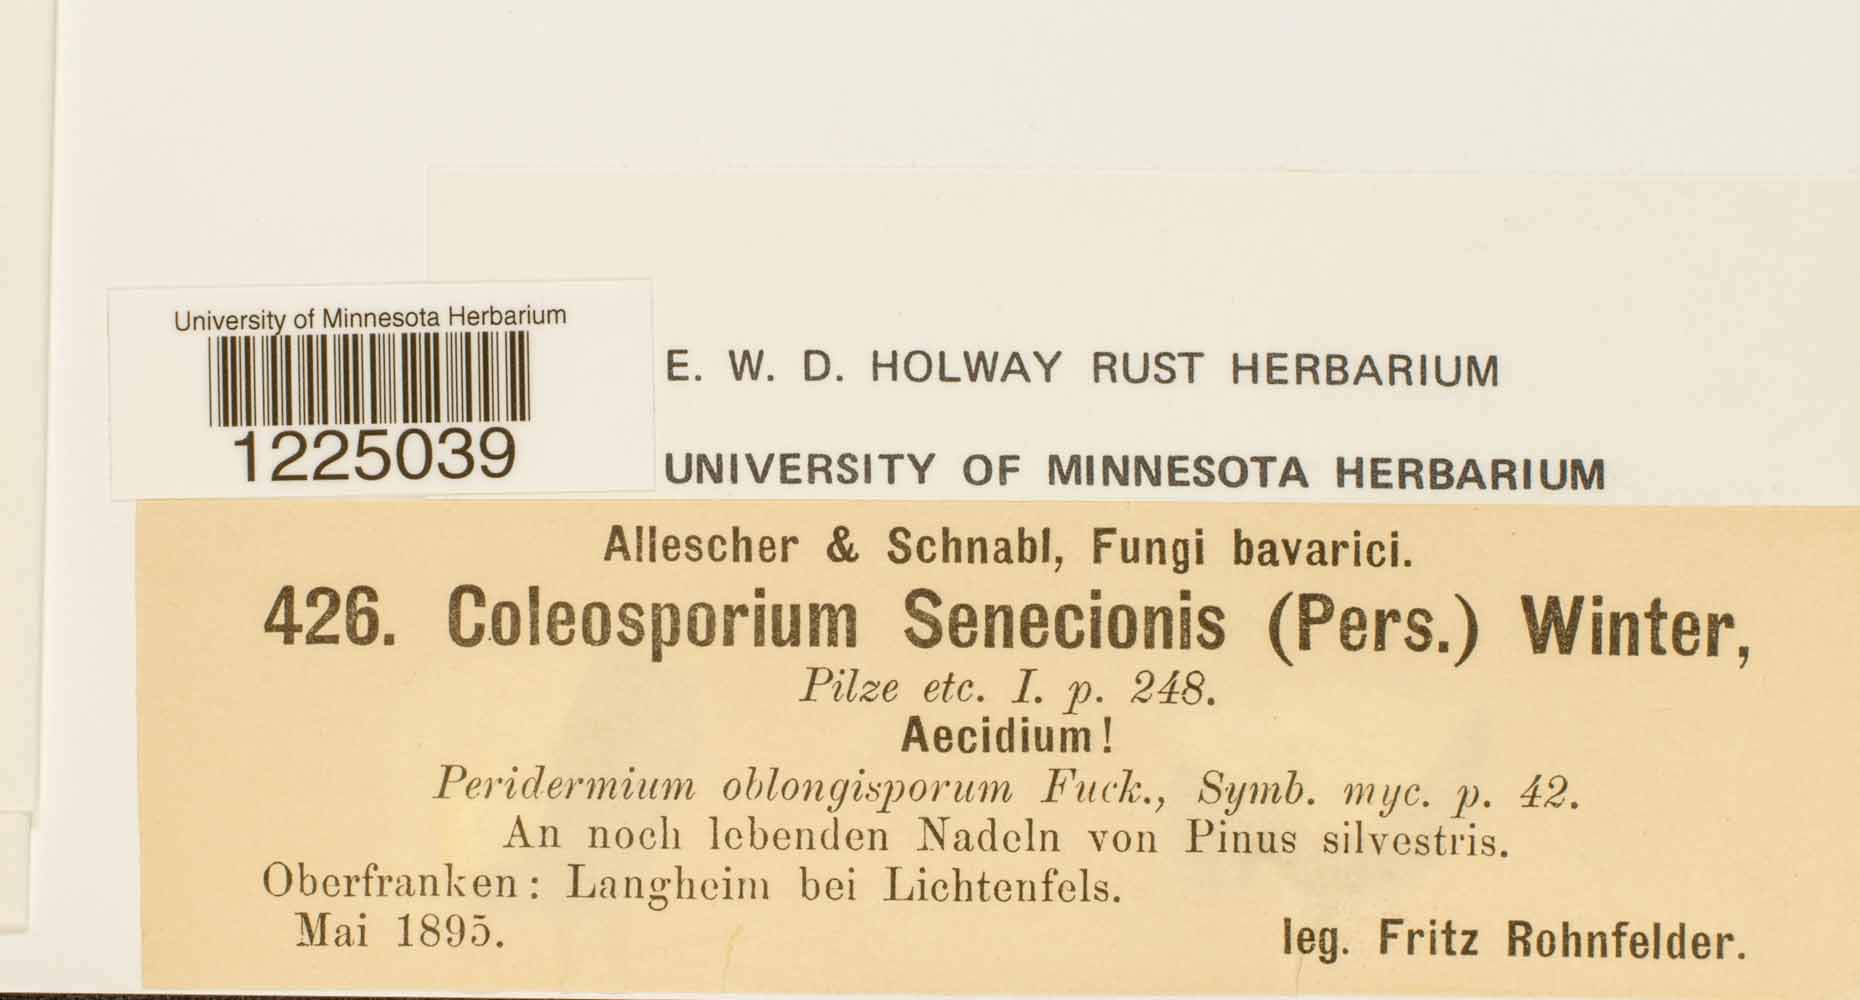 University of Minnesota Herbarium
1225039
E. W. D. HOLWAY RUST HERBARIUM
UNIVERSITY OF MINNESOTA HERBARIUM
Allescher & Schnabl, Fungi bavarici.
426. Coleosporium Senecionis (Pers.) Winter,
Pilze etc. I. p. 248.
Aecidium!
Peridermium oblongisporum Fuck., Symb. myc. p. 42.
An noch lebenden Nadeln von Pinus silvestris.
Oberfranken: Langheim bei Lichtenfels.
Mai 1895.
leg. Fritz Rohnfelder.